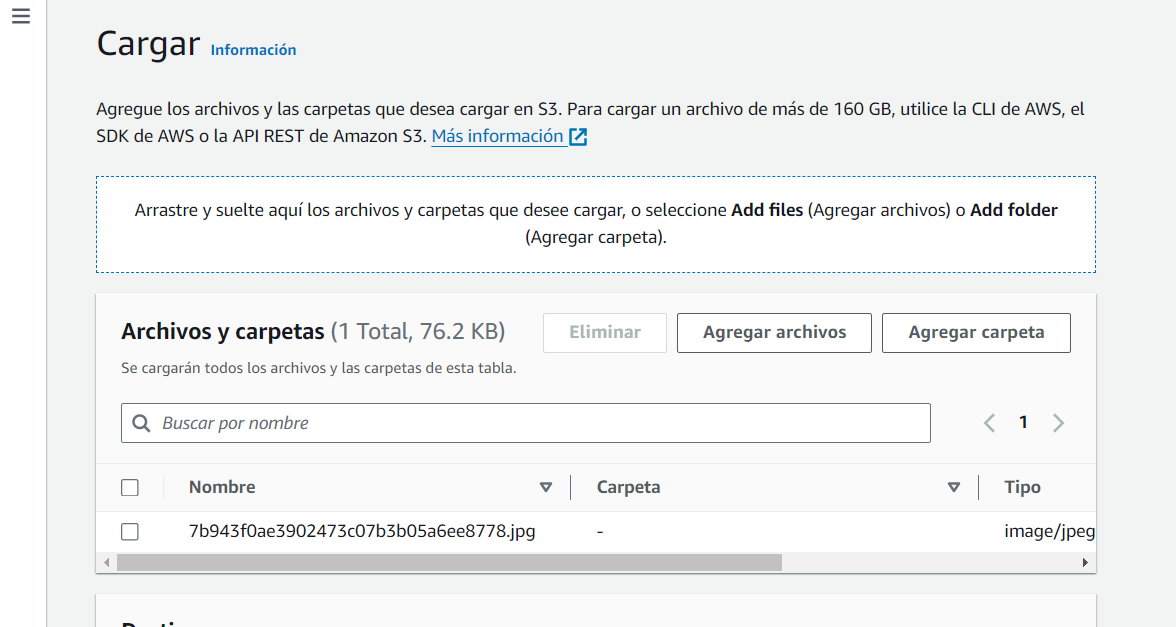 Cargar Información
Agregue los archivos y las carpetas que desea cargar en S3. Para cargar un archivo de más de 160 GB, utilice la CLI de AWS, el
SDK de AWS o la API REST de Amazon S3. Más información
Arrastre y suelte aquí los archivos y carpetas que desee cargar, o seleccione Add files (Agregar archivos) o Add folder
(Agregar carpeta).
Archivos y carpetas (1 Total, 76.2 KB) Eliminar Agregar archivos Agregar carpeta
Se cargarán todos los archivos y las carpetas de esta tabla.
Buscar por nombre 1
Nombre Carpeta Tipo
7b943f0ae3902473c07b3b05a6ee8778.jpg - image/jpeg